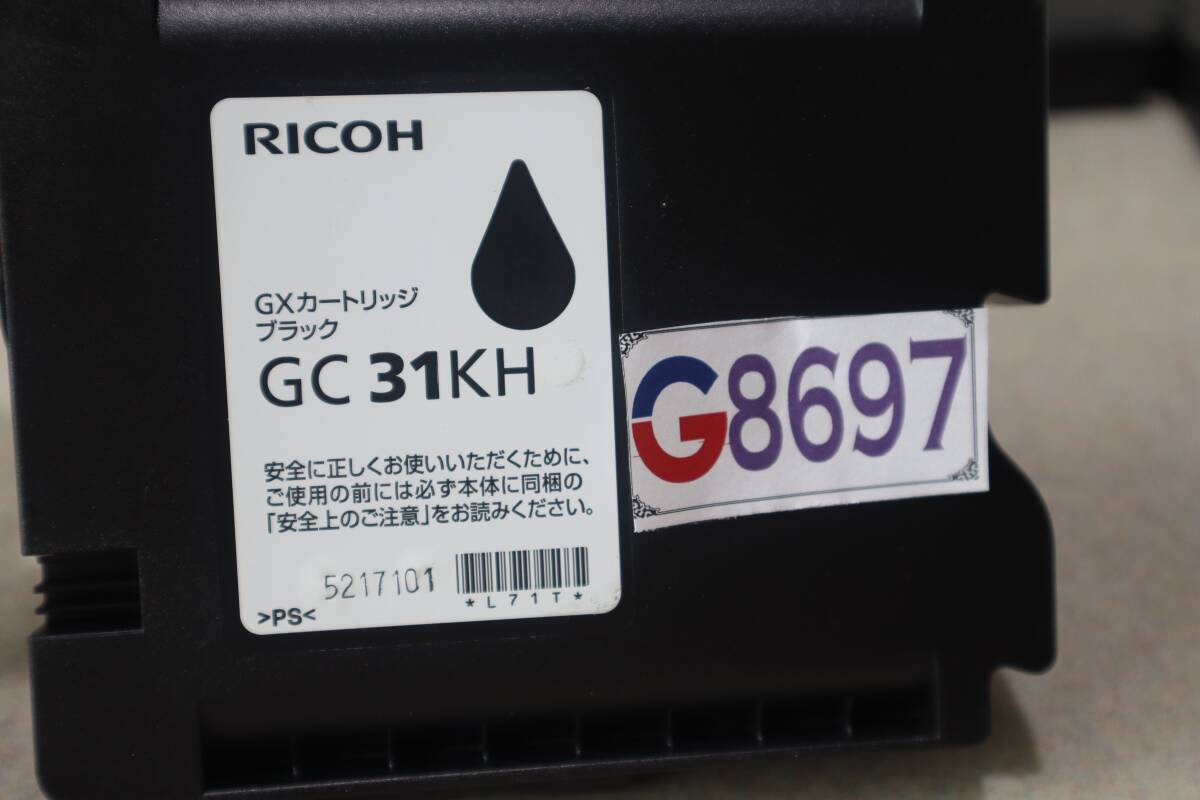 RICOH
GXカートリッジ
ブラック
GC 31KH
安全に正しくお使いいただくために、
ご使用の前には必ず本体に同梱の
「安全上のご注意」をお読みください。
5217101
*L71T*
>PS<
G8697